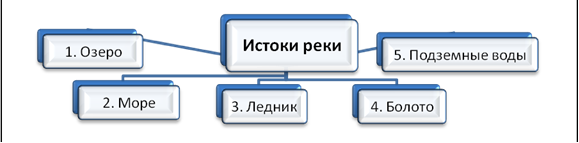 Истоки реки
1. Озеро
5. Подземные воды
2. Море
3. Ледник
4. Болото